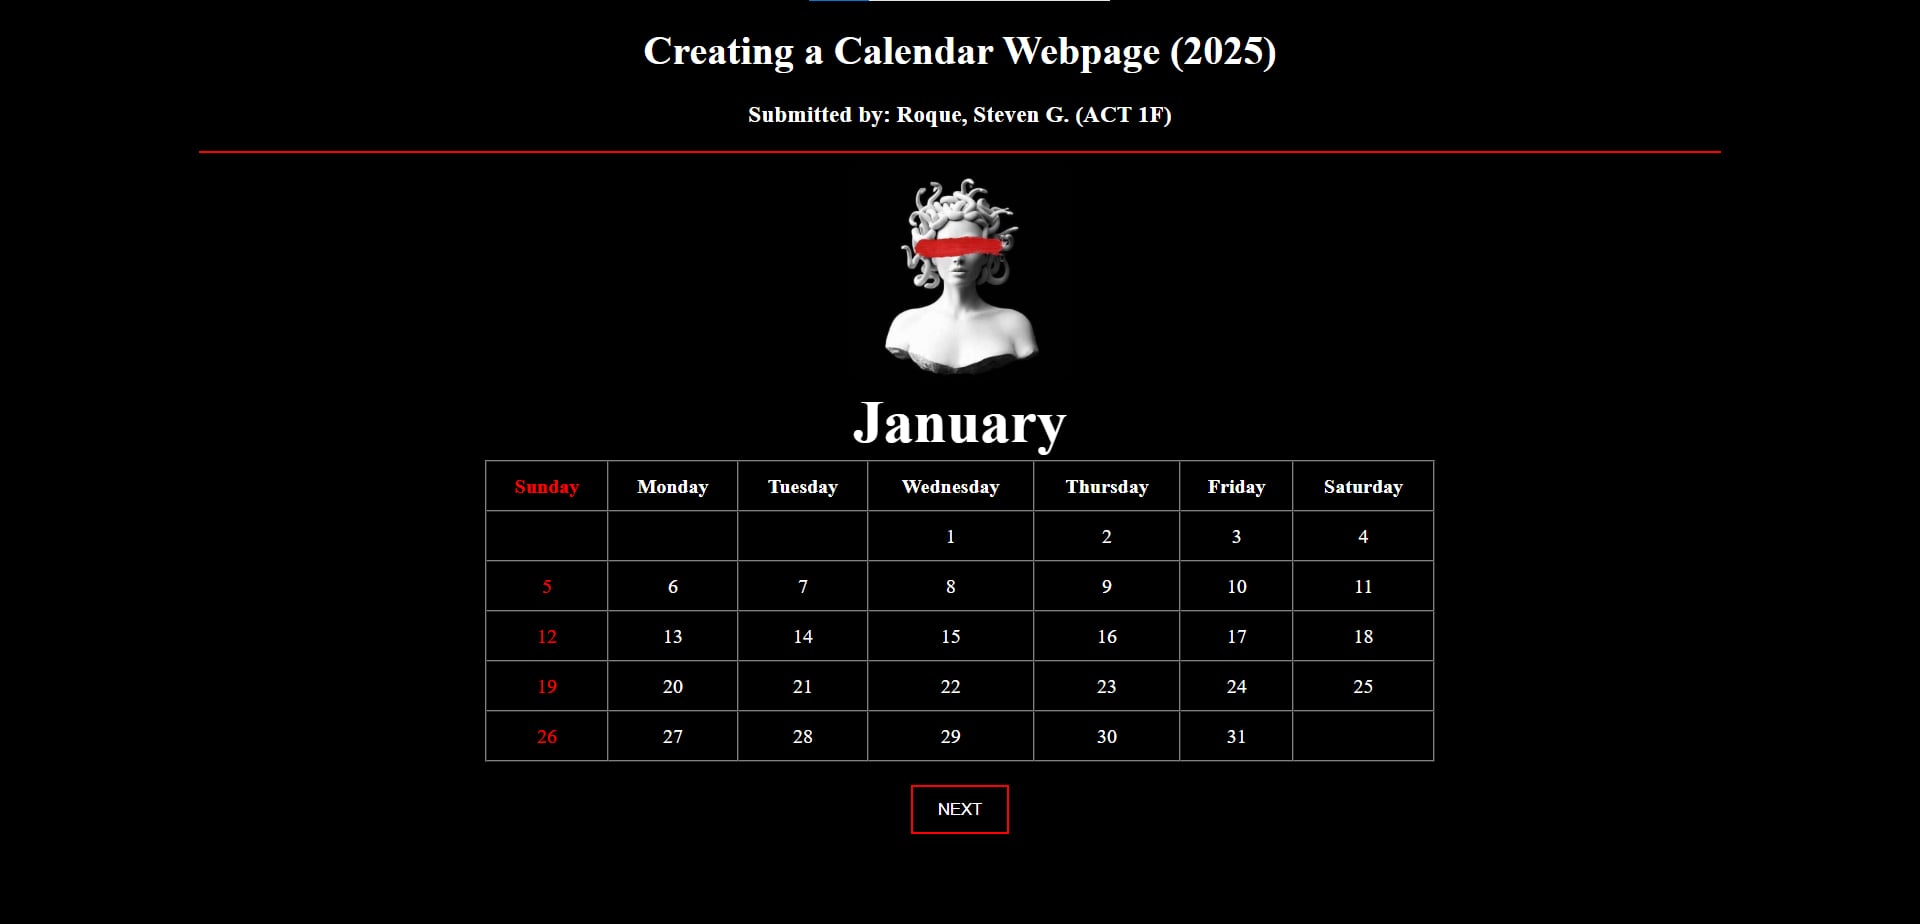 Creating a Calendar Webpage (2025)
Submitted by: Roque, Steven G. (ACT 1F)
January
Sunday Monday Tuesday Wednesday Thursday Friday Saturday
1 2 3 4
5 6 7 8 9 10 11
12 13 14 15 16 17 18
19 20 21 22 23 24 25
26 27 28 29 30 31
NEXT